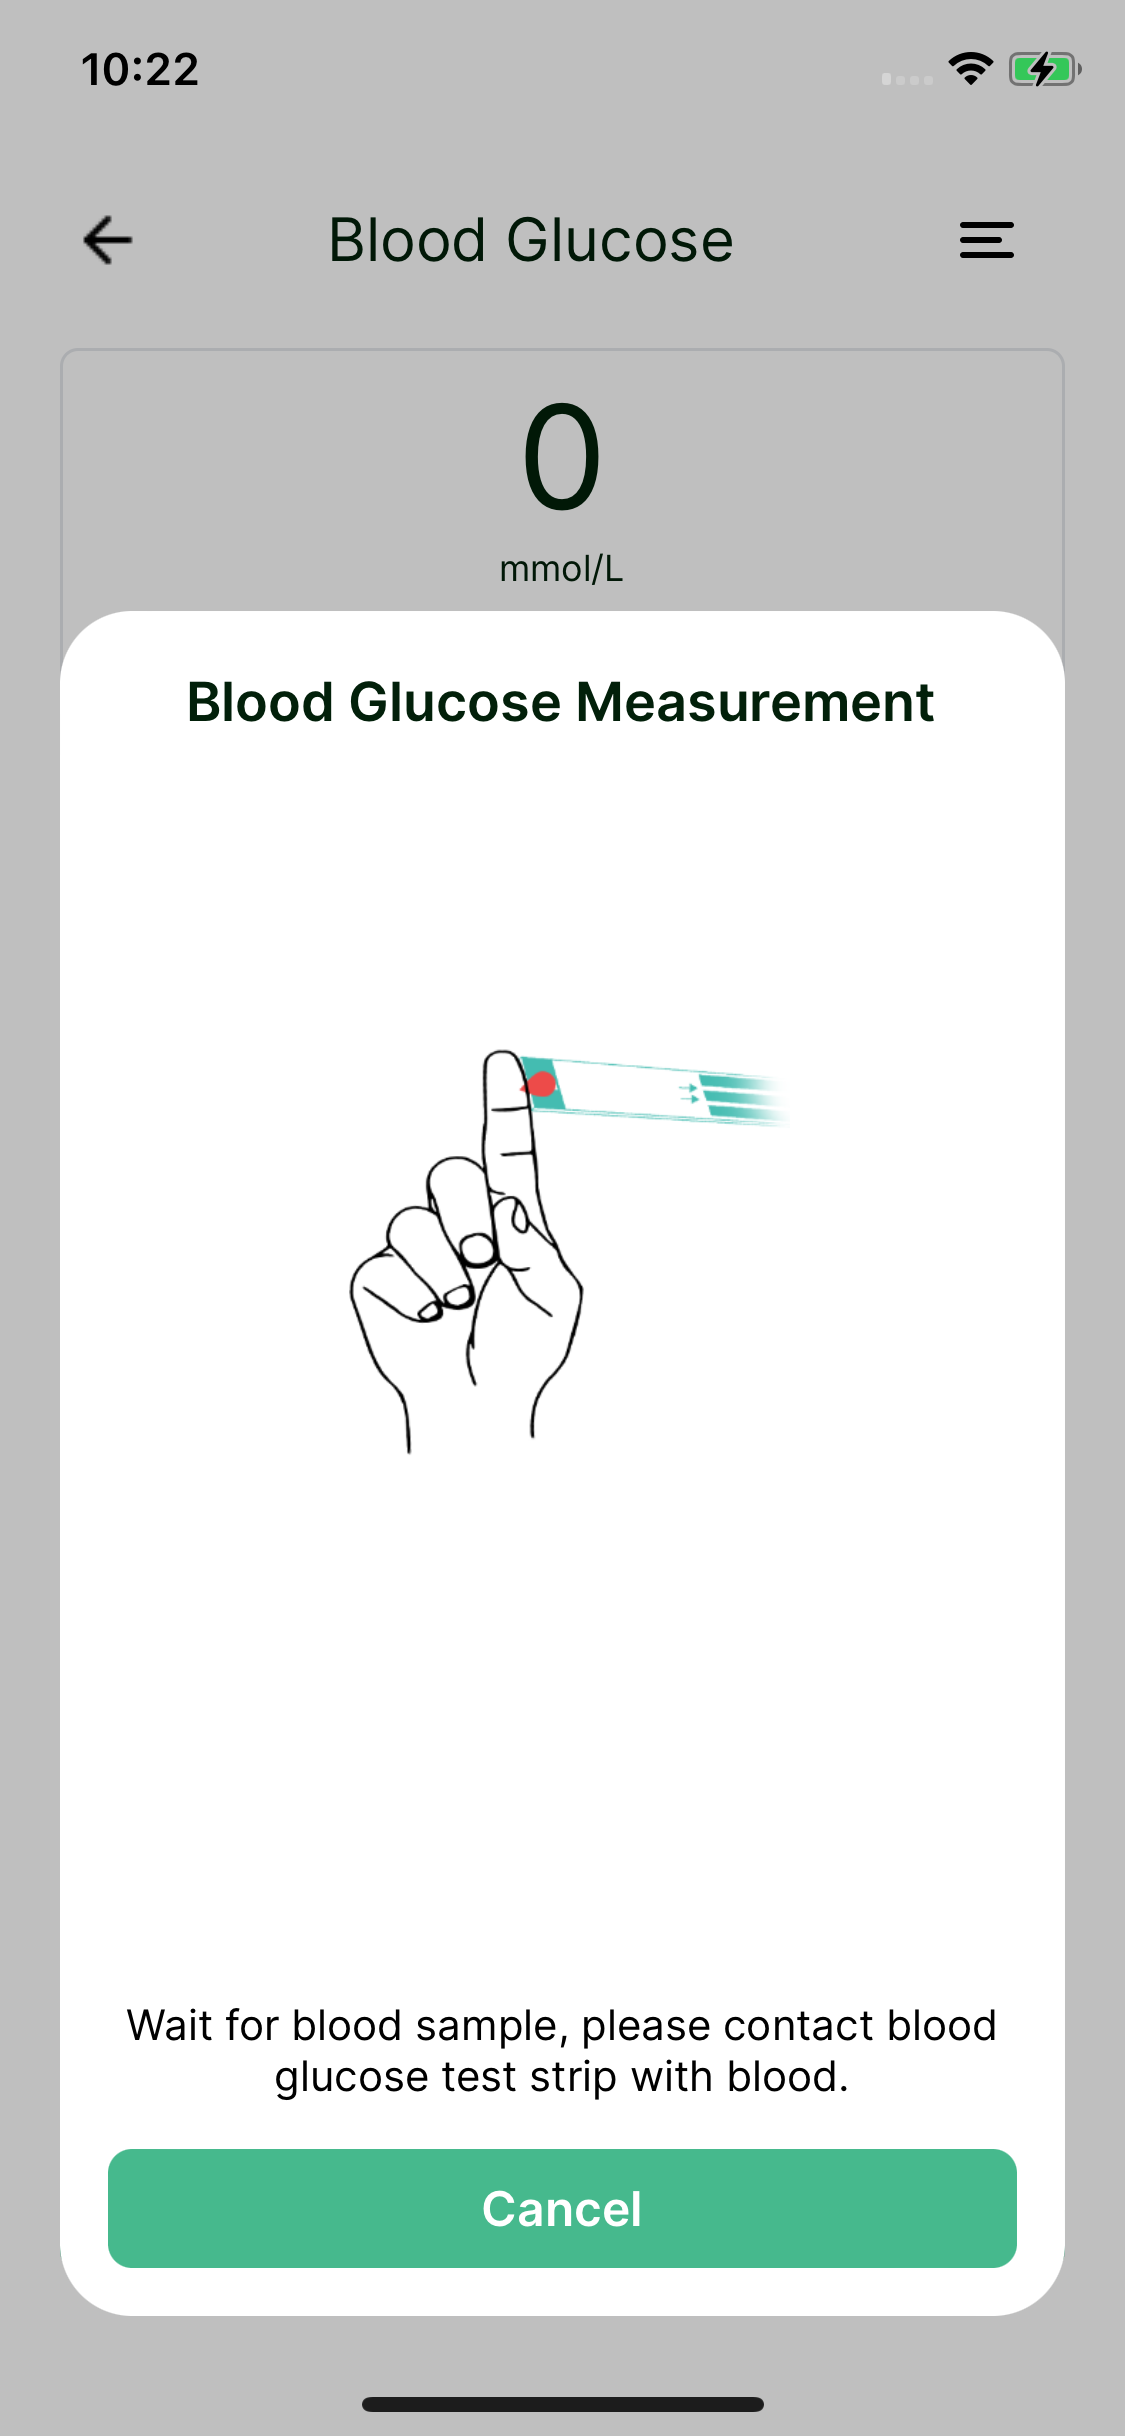 10:22
Blood Glucose
0
mmol/L
Blood Glucose Measurement
Wait for blood sample, please contact blood
glucose test strip with blood.
Cancel